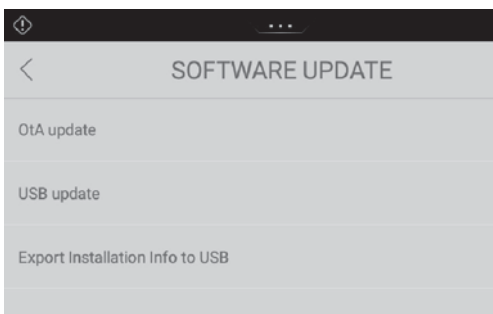 SOFTWARE UPDATE
OtA update
USB update
Export Installation Info to USB